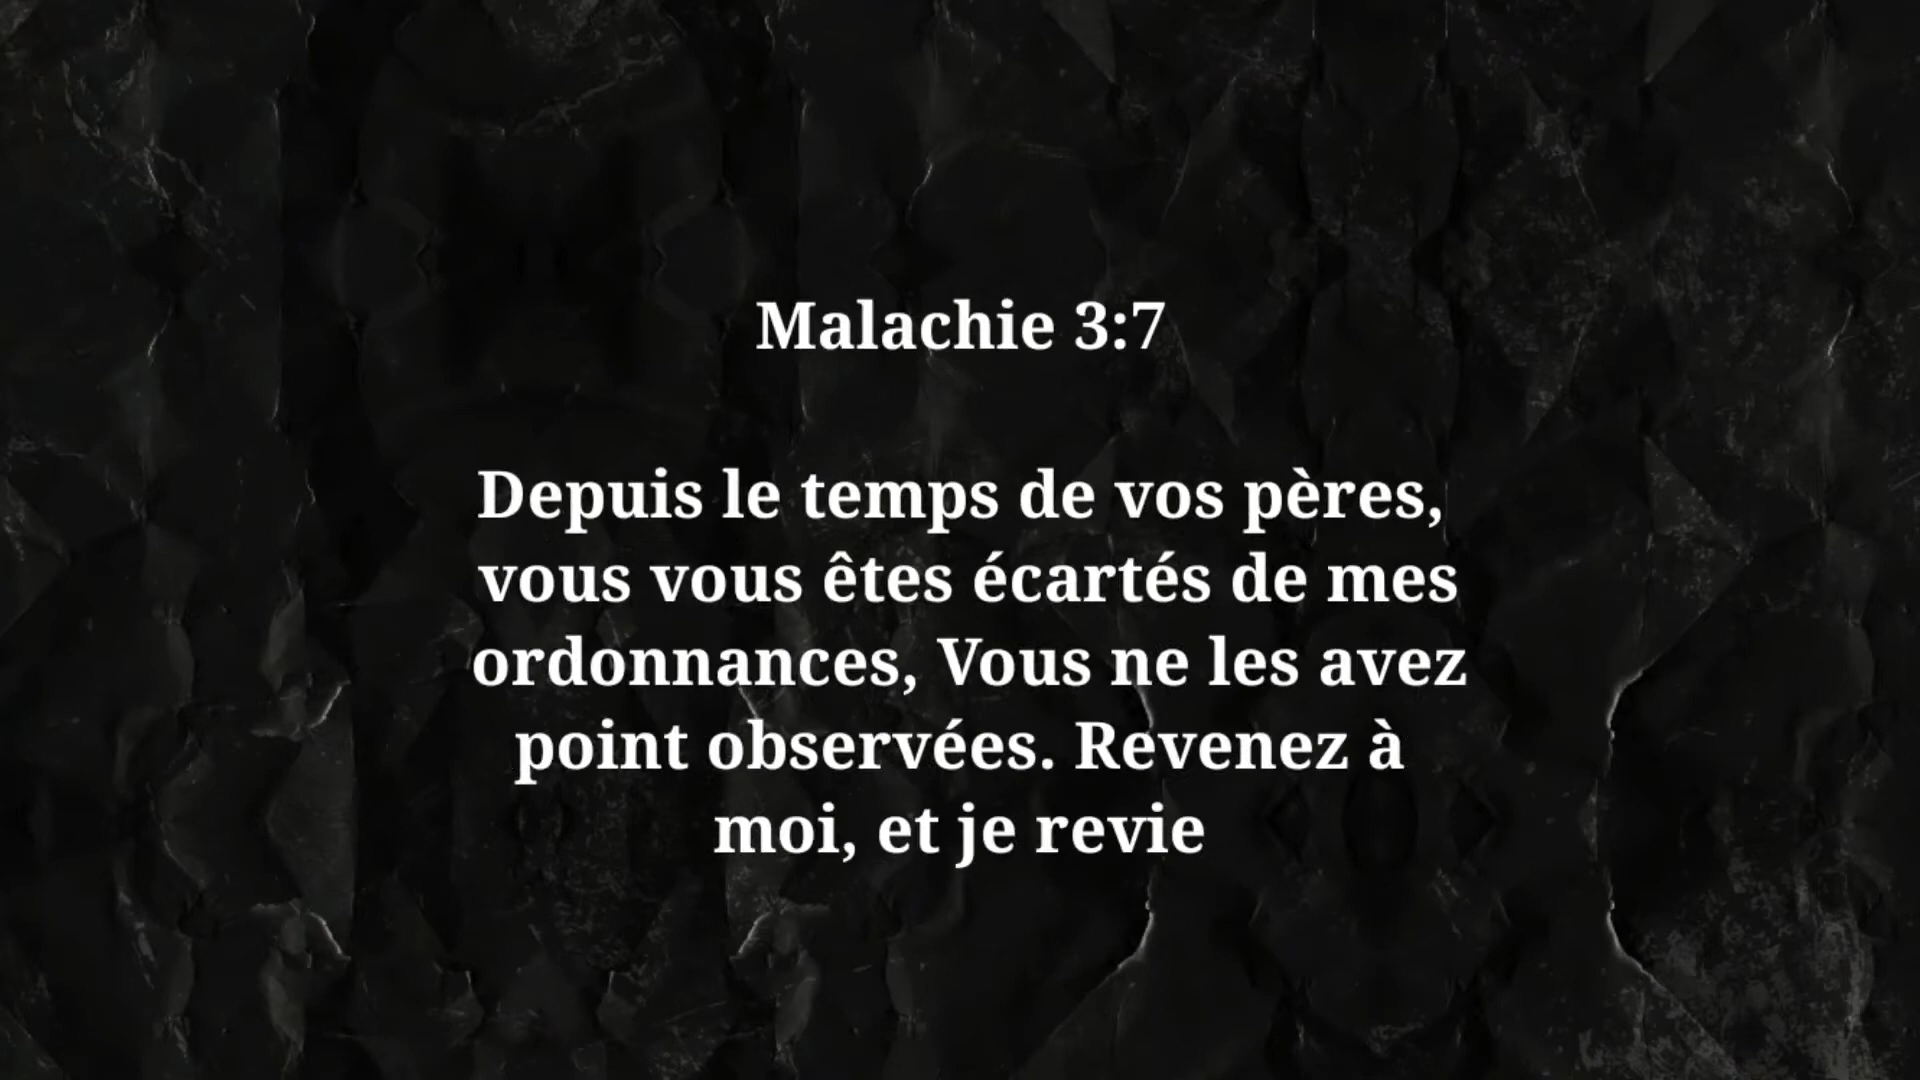 Malachie 3:7
Depuis le temps de vos pères,
vous vous êtes écartés de mes
ordonnances, Vous ne les avez
point observées. Revenez à
moi, et je revie